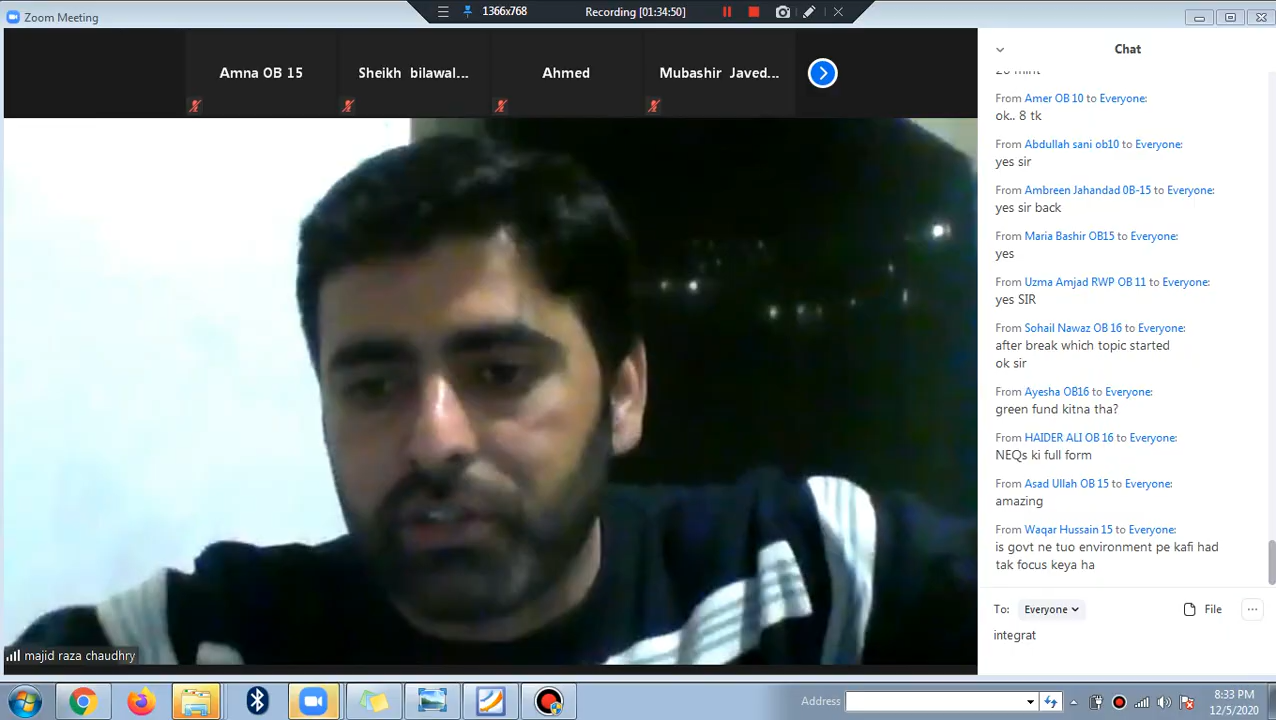 Zoom Meeting
1366x768
Recording [01:34:50]
Amna OB 15
Sheikh bilawal...
Ahmed
Mubashir Javed...
majid raza chaudhry
Chat
From Amer OB 10 to Everyone:
ok.. 8 tk
From Abdullah sani ob10 to Everyone:
yes sir
From Ambreen Jahandad 0B-15 to Everyone:
yes sir back
From Maria Bashir OB15 to Everyone:
yes
From Uzma Amjad RWP OB 11 to Everyone:
yes SIR
From Sohail Nawaz OB 16 to Everyone:
after break which topic started
ok sir
From Ayesha OB16 to Everyone:
green fund kitna tha?
From HAIDER ALI OB 16 to Everyone:
NEQs ki full form
From Asad Ullah OB 15 to Everyone:
amazing
From Waqar Hussain 15 to Everyone:
is govt ne tuo environment pe kafi had
tak focus keya ha
To: Everyone File
integrat
Address
8:33 PM
12/5/2020